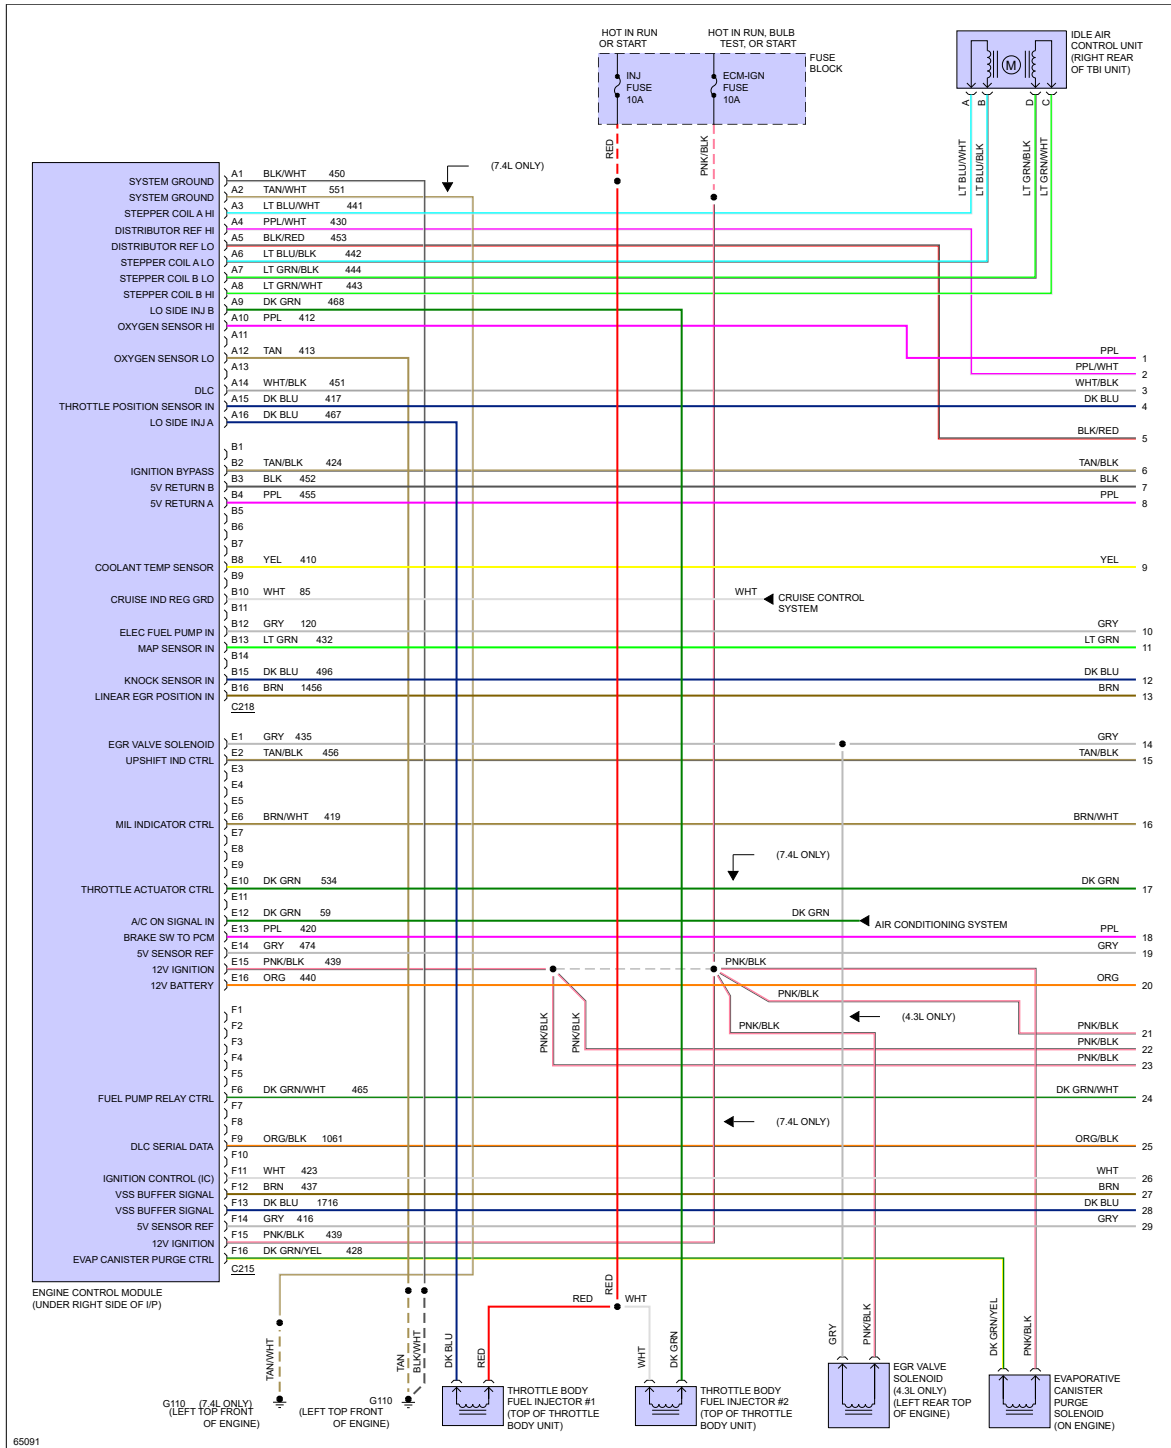 HOT IN RUN
OR START
HOT IN RUN, BULB
TEST, OR START
FUSE
BLOCK
INJ
FUSE
10A
ECM-IGN
FUSE
10A
IDLE AIR
CONTROL UNIT
(RIGHT REAR
OF TBI UNIT)
M
A
B
D
C
RED
PNK/BLK
LT BLU/WHT
LT BLU/BLK
LT GRN/BLK
LT GRN/WHT
(7.4L ONLY)
SYSTEM GROUND A1 BLK/WHT 450
SYSTEM GROUND A2 TAN/WHT 551
STEPPER COIL A HI A3 LT BLU/WHT 441
DISTRIBUTOR REF HI A4 PPL/WHT 430
DISTRIBUTOR REF LO A5 BLK/RED 453
STEPPER COIL A LO A6 LT BLU/BLK 442
STEPPER COIL B LO A7 LT GRN/BLK 444
STEPPER COIL B HI A8 LT GRN/WHT 443
LO SIDE INJ B A9 DK GRN 468
OXYGEN SENSOR HI A10 PPL 412
A11
OXYGEN SENSOR LO A12 TAN 413 PPL 1
A13 PPL/WHT 2
DLC A14 WHT/BLK 451 WHT/BLK 3
THROTTLE POSITION SENSOR IN A15 DK BLU 417 DK BLU 4
LO SIDE INJ A A16 DK BLU 467
BLK/RED 5
B1
IGNITION BYPASS B2 TAN/BLK 424 TAN/BLK 6
5V RETURN B B3 BLK 452 BLK 7
5V RETURN A B4 PPL 455 PPL 8
B5
B6
B7
COOLANT TEMP SENSOR B8 YEL 410 YEL 9
B9
CRUISE IND REG GRD B10 WHT 85 WHT CRUISE CONTROL
SYSTEM
B11
ELEC FUEL PUMP IN B12 GRY 120 GRY 10
MAP SENSOR IN B13 LT GRN 432 LT GRN 11
B14
KNOCK SENSOR IN B15 DK BLU 496 DK BLU 12
LINEAR EGR POSITION IN B16 BRN 1456 BRN 13
C218
EGR VALVE SOLENOID E1 GRY 435 GRY 14
UPSHIFT IND CTRL E2 TAN/BLK 456 TAN/BLK 15
E3
E4
E5
MIL INDICATOR CTRL E6 BRN/WHT 419 BRN/WHT 16
E7
E8
E9
(7.4L ONLY)
THROTTLE ACTUATOR CTRL E10 DK GRN 534 DK GRN 17
E11
A/C ON SIGNAL IN E12 DK GRN 59 DK GRN AIR CONDITIONING SYSTEM
BRAKE SW TO PCM E13 PPL 420 PPL 18
5V SENSOR REF E14 GRY 474 GRY 19
12V IGNITION E15 PNK/BLK 439 PNK/BLK
12V BATTERY E16 ORG 440 ORG 20
PNK/BLK
(4.3L ONLY)
PNK/BLK
PNK/BLK
PNK/BLK
F1
F2 PNK/BLK 21
F3 PNK/BLK 22
F4 PNK/BLK 23
F5
FUEL PUMP RELAY CTRL F6 DK GRN/WHT 465 DK GRN/WHT 24
F7
F8
(7.4L ONLY)
DLC SERIAL DATA F9 ORG/BLK 1061 ORG/BLK 25
F10
IGNITION CONTROL (IC) F11 WHT 423 WHT 26
VSS BUFFER SIGNAL F12 BRN 437 BRN 27
VSS BUFFER SIGNAL F13 DK BLU 1716 DK BLU 28
5V SENSOR REF F14 GRY 416 GRY 29
12V IGNITION F15 PNK/BLK 439
EVAP CANISTER PURGE CTRL F16 DK GRN/YEL 428
C215
ENGINE CONTROL MODULE
(UNDER RIGHT SIDE OF I/P)
RED
RED
WHT
TAN/WHT
TAN
BLK/WHT
DK BLU
RED
WHT
DK GRN
GRY
PNK/BLK
DK GRN/YEL
PNK/BLK
G110 (7.4L ONLY)
(LEFT TOP FRONT
OF ENGINE)
G110
(LEFT TOP FRONT
OF ENGINE)
THROTTLE BODY
FUEL INJECTOR #1
(TOP OF THROTTLE
BODY UNIT)
THROTTLE BODY
FUEL INJECTOR #2
(TOP OF THROTTLE
BODY UNIT)
EGR VALVE
SOLENOID
(4.3L ONLY)
(LEFT REAR TOP
OF ENGINE)
EVAPORATIVE
CANISTER
PURGE
SOLENOID
(ON ENGINE)
65091